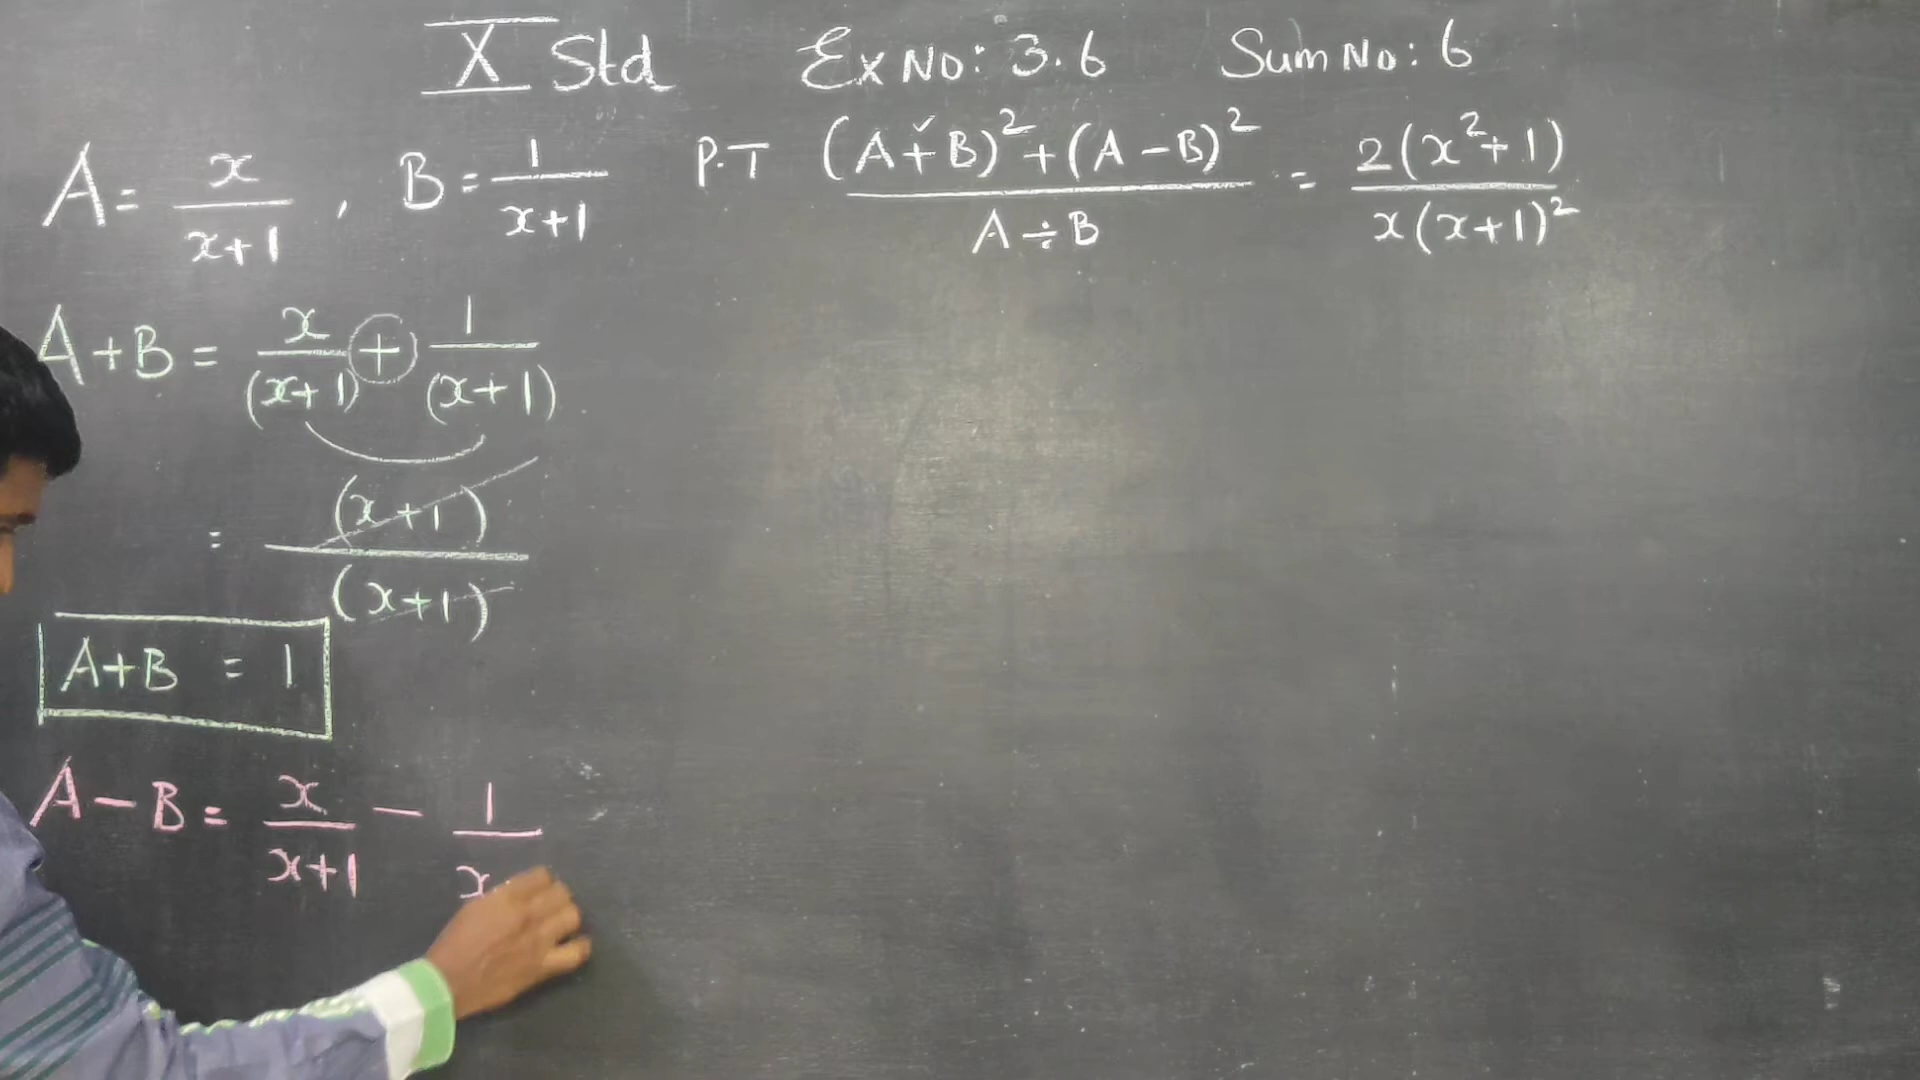 X Std Ex No: 3.6 Sum No: 6
A = x/(x+1) , B = 1/(x+1) P.T ((A+B)² + (A-B)²)/(A÷B) = 2(x²+1)/(x(x+1)²)
A+B = x/(x+1) + 1/(x+1)
= (x+1)/(x+1)
A+B = 1
A-B = x/(x+1) - 1/x